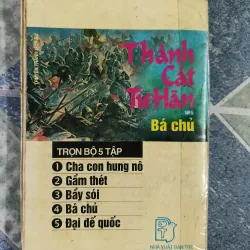 Thành
Cát
Tư Hãn
Bá chủ
TRỌN BỘ 5 TẬP
1 Cha con hung nô
2 Gầm thét
3 Bầy sói
4 Bá chủ
5 Đại đế quốc